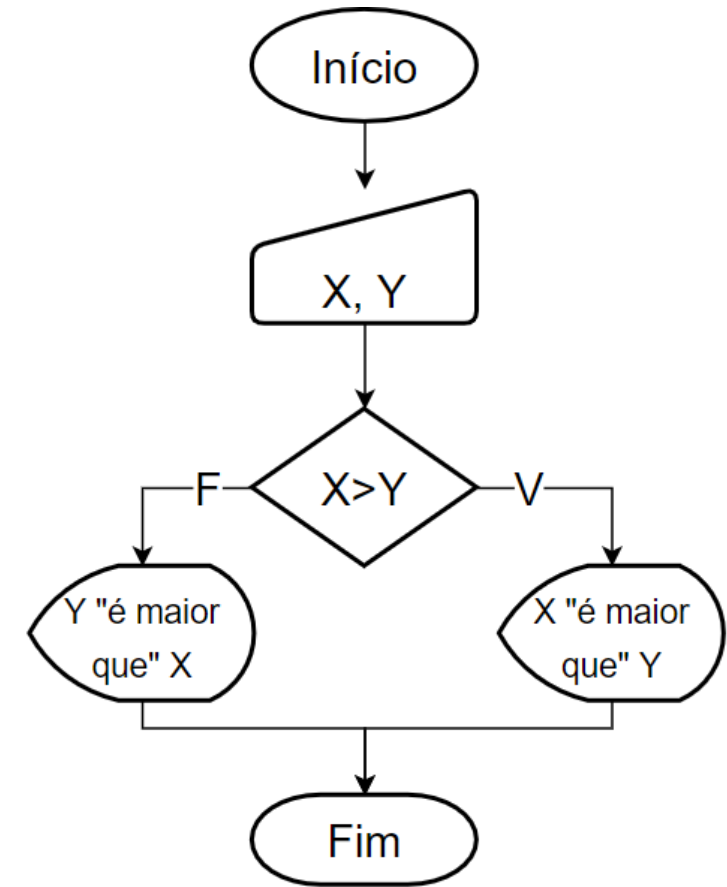 Início
X, Y
X>Y
F
V
Y "é maior
que" X
X "é maior
que" Y
Fim